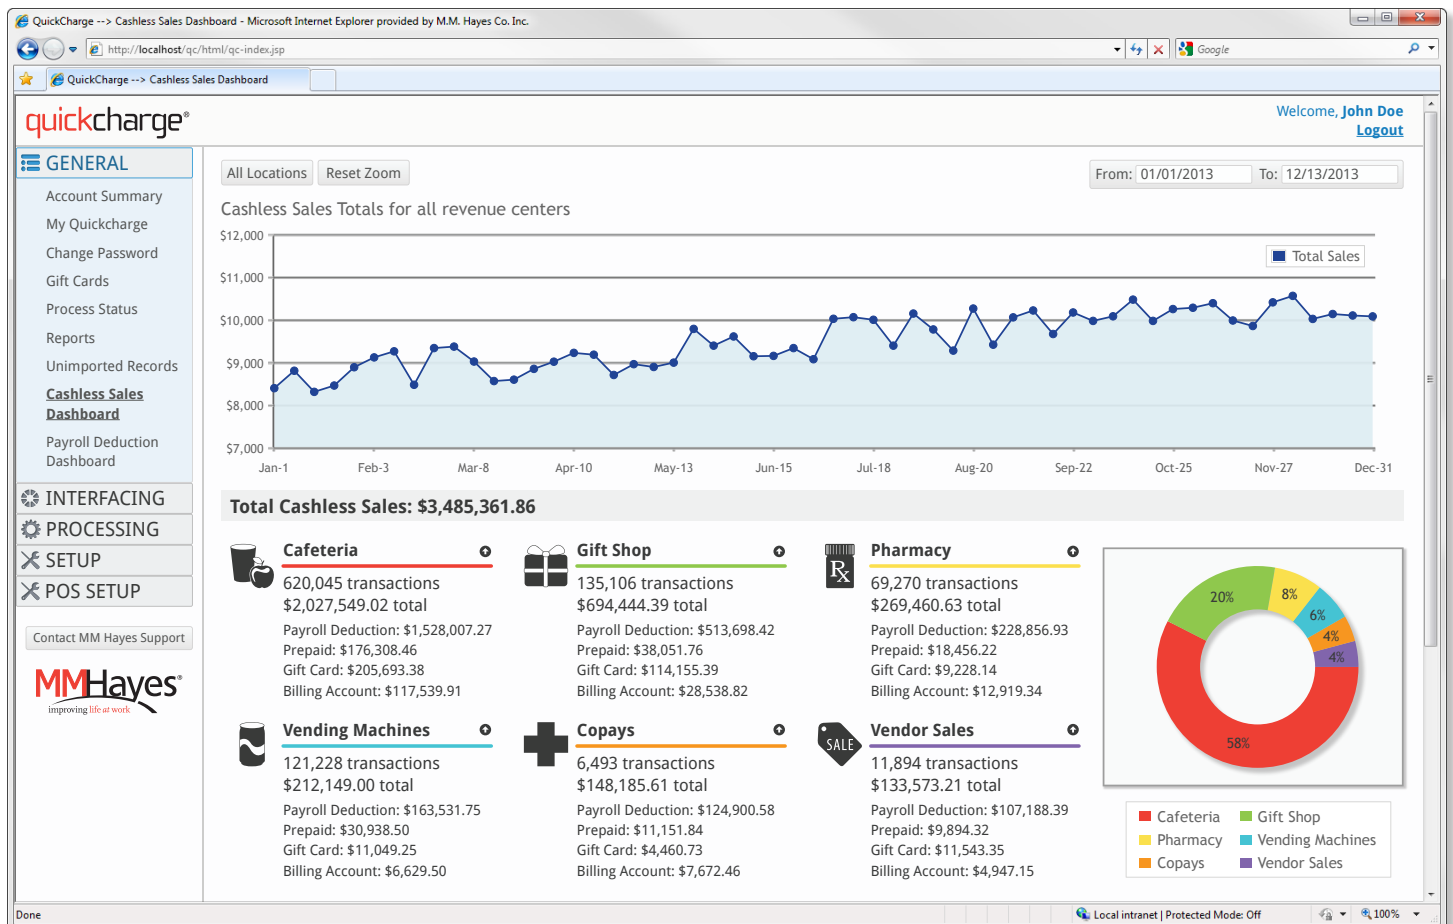 QuickCharge --> Cashless Sales Dashboard - Microsoft Internet Explorer provided by M.M. Hayes Co. Inc.
http://localhost/qc/html/qc-index.jsp
Google
QuickCharge --> Cashless Sales Dashboard
quickcharge®
Welcome, John Doe
Logout
GENERAL
Account Summary
My Quickcharge
Change Password
Gift Cards
Process Status
Reports
Unimported Records
Cashless Sales
Dashboard
Payroll Deduction
Dashboard
INTERFACING
PROCESSING
SETUP
POS SETUP
Contact MM Hayes Support
MMHayes®
improving life at work
All Locations
Reset Zoom
From: 01/01/2013
To: 12/13/2013
Cashless Sales Totals for all revenue centers
$12,000
$11,000
$10,000
$9,000
$8,000
$7,000
Total Sales
Jan-1
Feb-3
Mar-8
Apr-10
May-13
Jun-15
Jul-18
Aug-20
Sep-22
Oct-25
Nov-27
Dec-31
Total Cashless Sales: $3,485,361.86
Cafeteria
620,045 transactions
$2,027,549.02 total
Payroll Deduction: $1,528,007.27
Prepaid: $176,308.46
Gift Card: $205,693.38
Billing Account: $117,539.91
Gift Shop
135,106 transactions
$694,444.39 total
Payroll Deduction: $513,698.42
Prepaid: $38,051.76
Gift Card: $114,155.39
Billing Account: $28,538.82
Rx
Pharmacy
69,270 transactions
$269,460.63 total
Payroll Deduction: $228,856.93
Prepaid: $18,456.22
Gift Card: $9,228.14
Billing Account: $12,919.34
Vending Machines
121,228 transactions
$212,149.00 total
Payroll Deduction: $163,531.75
Prepaid: $30,938.50
Gift Card: $11,049.25
Billing Account: $6,629.50
Copays
6,493 transactions
$148,185.61 total
Payroll Deduction: $124,900.58
Prepaid: $11,151.84
Gift Card: $4,460.73
Billing Account: $7,672.46
SALE
Vendor Sales
11,894 transactions
$133,573.21 total
Payroll Deduction: $107,188.39
Prepaid: $9,894.32
Gift Card: $11,543.35
Billing Account: $4,947.15
20%
8%
6%
4%
4%
58%
Cafeteria
Gift Shop
Pharmacy
Vending Machines
Copays
Vendor Sales
Done
Local intranet | Protected Mode: Off
100%